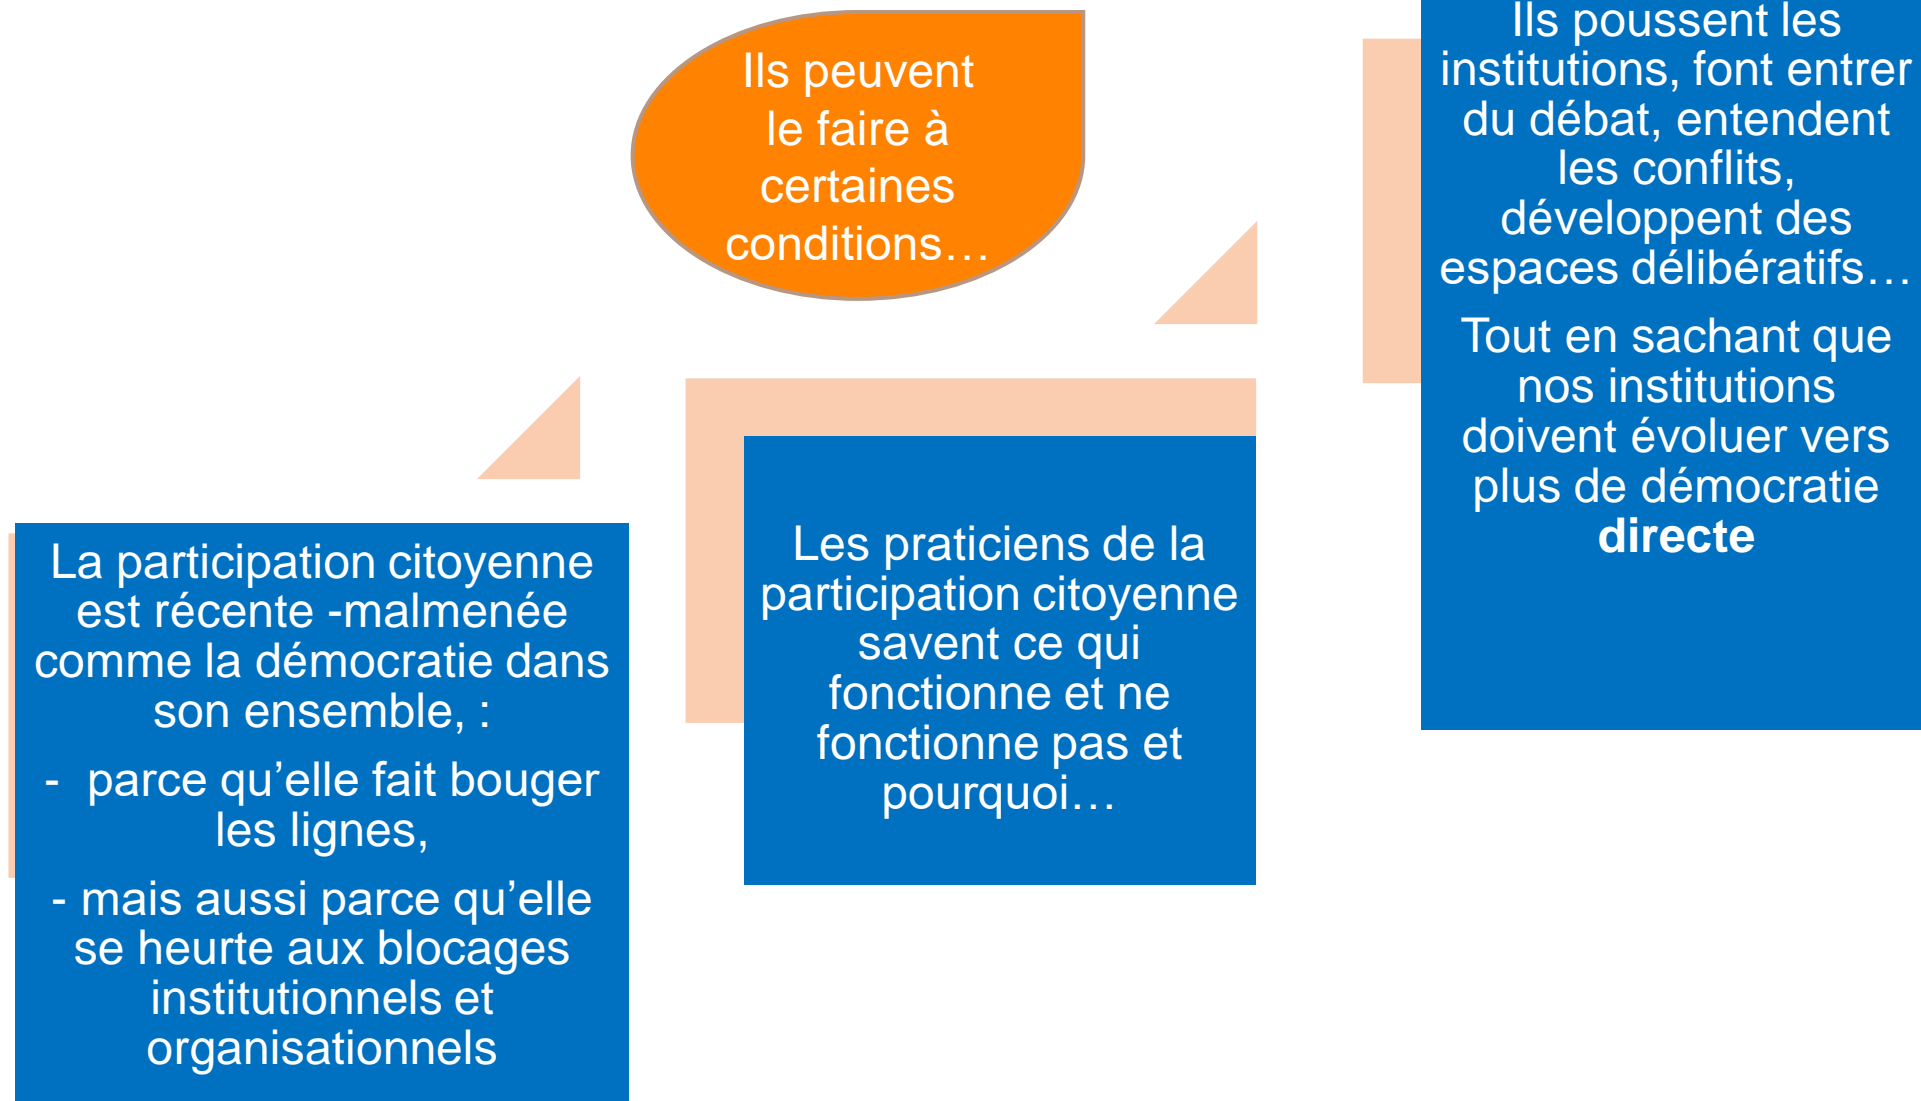 Ils peuvent
le faire à
certaines
conditions…
Ils poussent les
institutions, font entrer
du débat, entendent
les conflits,
développent des
espaces délibératifs…
Tout en sachant que
nos institutions
doivent évoluer vers
plus de démocratie
directe
La participation citoyenne
est récente -malmenée
comme la démocratie dans
son ensemble, :
- parce qu’elle fait bouger
les lignes,
- mais aussi parce qu’elle
se heurte aux blocages
institutionnels et
organisationnels
Les praticiens de la
participation citoyenne
savent ce qui
fonctionne et ne
fonctionne pas et
pourquoi…